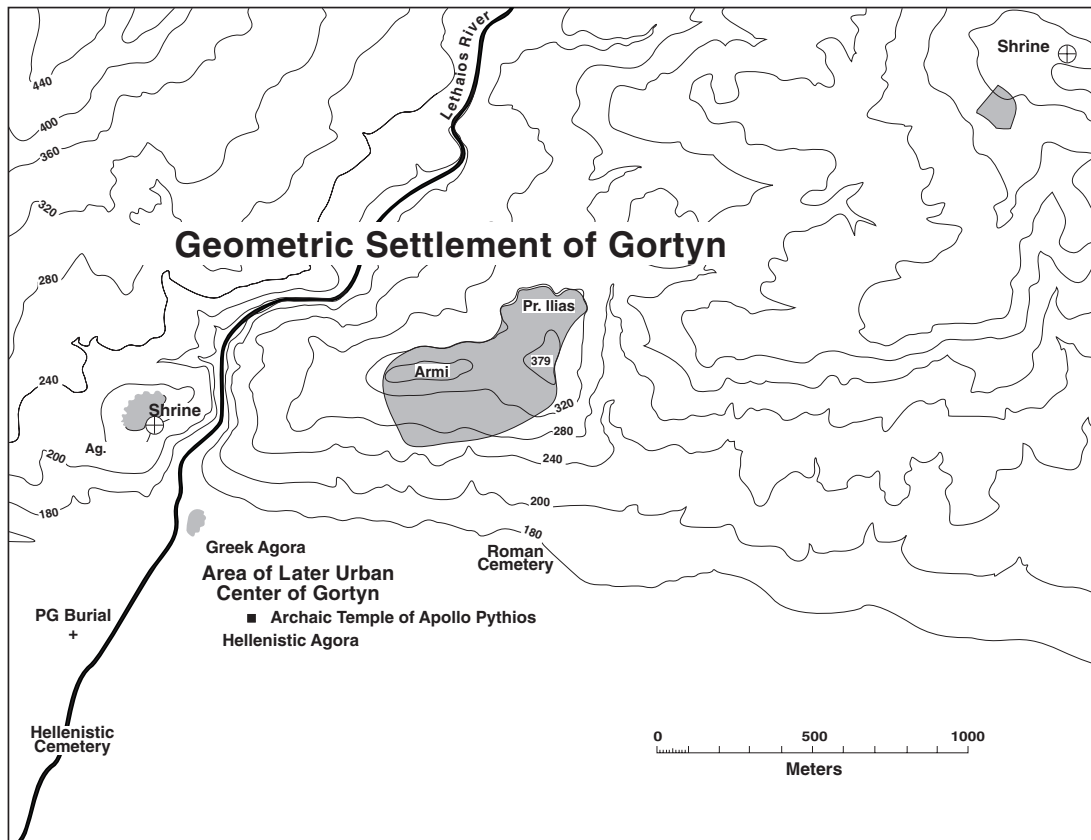 Lethaios River
Shrine
440
400
360
320
Geometric Settlement of Gortyn
280
Pr. Ilias
379
Armi
240
320
Shrine
280
Ag.
200
240
180
200
180
Greek Agora
Roman
Cemetery
Area of Later Urban
Center of Gortyn
PG Burial
+
Archaic Temple of Apollo Pythios
Hellenistic Agora
Hellenistic
Cemetery
0 500 1000
Meters